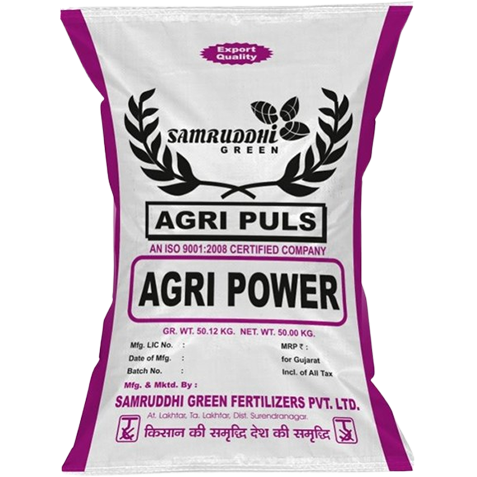 Export
Quality
SAMRUDDHI
GREEN
AGRI PULS
AN ISO 9001:2008 CERTIFIED COMPANY
AGRI POWER
GR. WT. 50.12 KG. NET. WT. 50.00 KG.
Mfg. LIC No. : MRP ₹ :
Date of Mfg. : for Gujarat
Batch No. : Incl. of All Tax
Mfg. & Mktd. By :
SAMRUDDHI GREEN FERTILIZERS PVT. LTD.
At. Lakhtar, Ta. Lakhtar, Dist. Surendranagar.
किसान की समृद्धि देश की समृद्धि